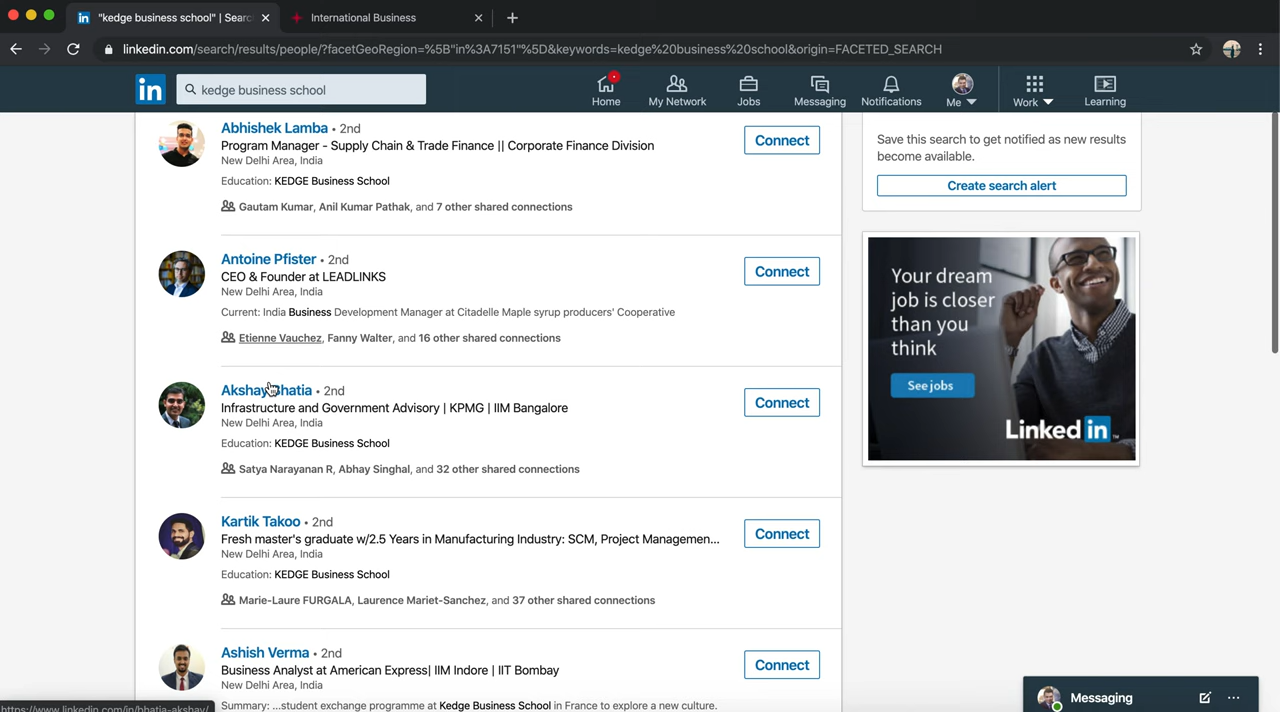 "kedge business school" | Searc
International Business
linkedin.com/search/results/people/?facetGeoRegion=%5B"in%3A7151"%5D&keywords=kedge%20business%20school&origin=FACETED_SEARCH
in
kedge business school
Home
My Network
Jobs
Messaging
Notifications
Me
Work
Learning
Abhishek Lamba • 2nd
Program Manager - Supply Chain & Trade Finance || Corporate Finance Division
New Delhi Area, India
Education: KEDGE Business School
Gautam Kumar, Anil Kumar Pathak, and 7 other shared connections
Connect
Antoine Pfister • 2nd
CEO & Founder at LEADLINKS
New Delhi Area, India
Current: India Business Development Manager at Citadelle Maple syrup producers' Cooperative
Etienne Vauchez, Fanny Walter, and 16 other shared connections
Connect
Akshay Bhatia • 2nd
Infrastructure and Government Advisory | KPMG | IIM Bangalore
New Delhi Area, India
Education: KEDGE Business School
Satya Narayanan R, Abhay Singhal, and 32 other shared connections
Connect
Kartik Takoo • 2nd
Fresh master's graduate w/2.5 Years in Manufacturing Industry: SCM, Project Managemen...
New Delhi Area, India
Education: KEDGE Business School
Marie-Laure FURGALA, Laurence Mariet-Sanchez, and 37 other shared connections
Connect
Ashish Verma • 2nd
Business Analyst at American Express| IIM Indore | IIT Bombay
New Delhi Area, India
Summary: ...student exchange programme at Kedge Business School in France to explore a new culture.
Connect
Save this search to get notified as new results
become available.
Create search alert
Your dream
job is closer
than you
think
See jobs
Linked in
Messaging
https://www.linkedin.com/in/bhatia-akshay/